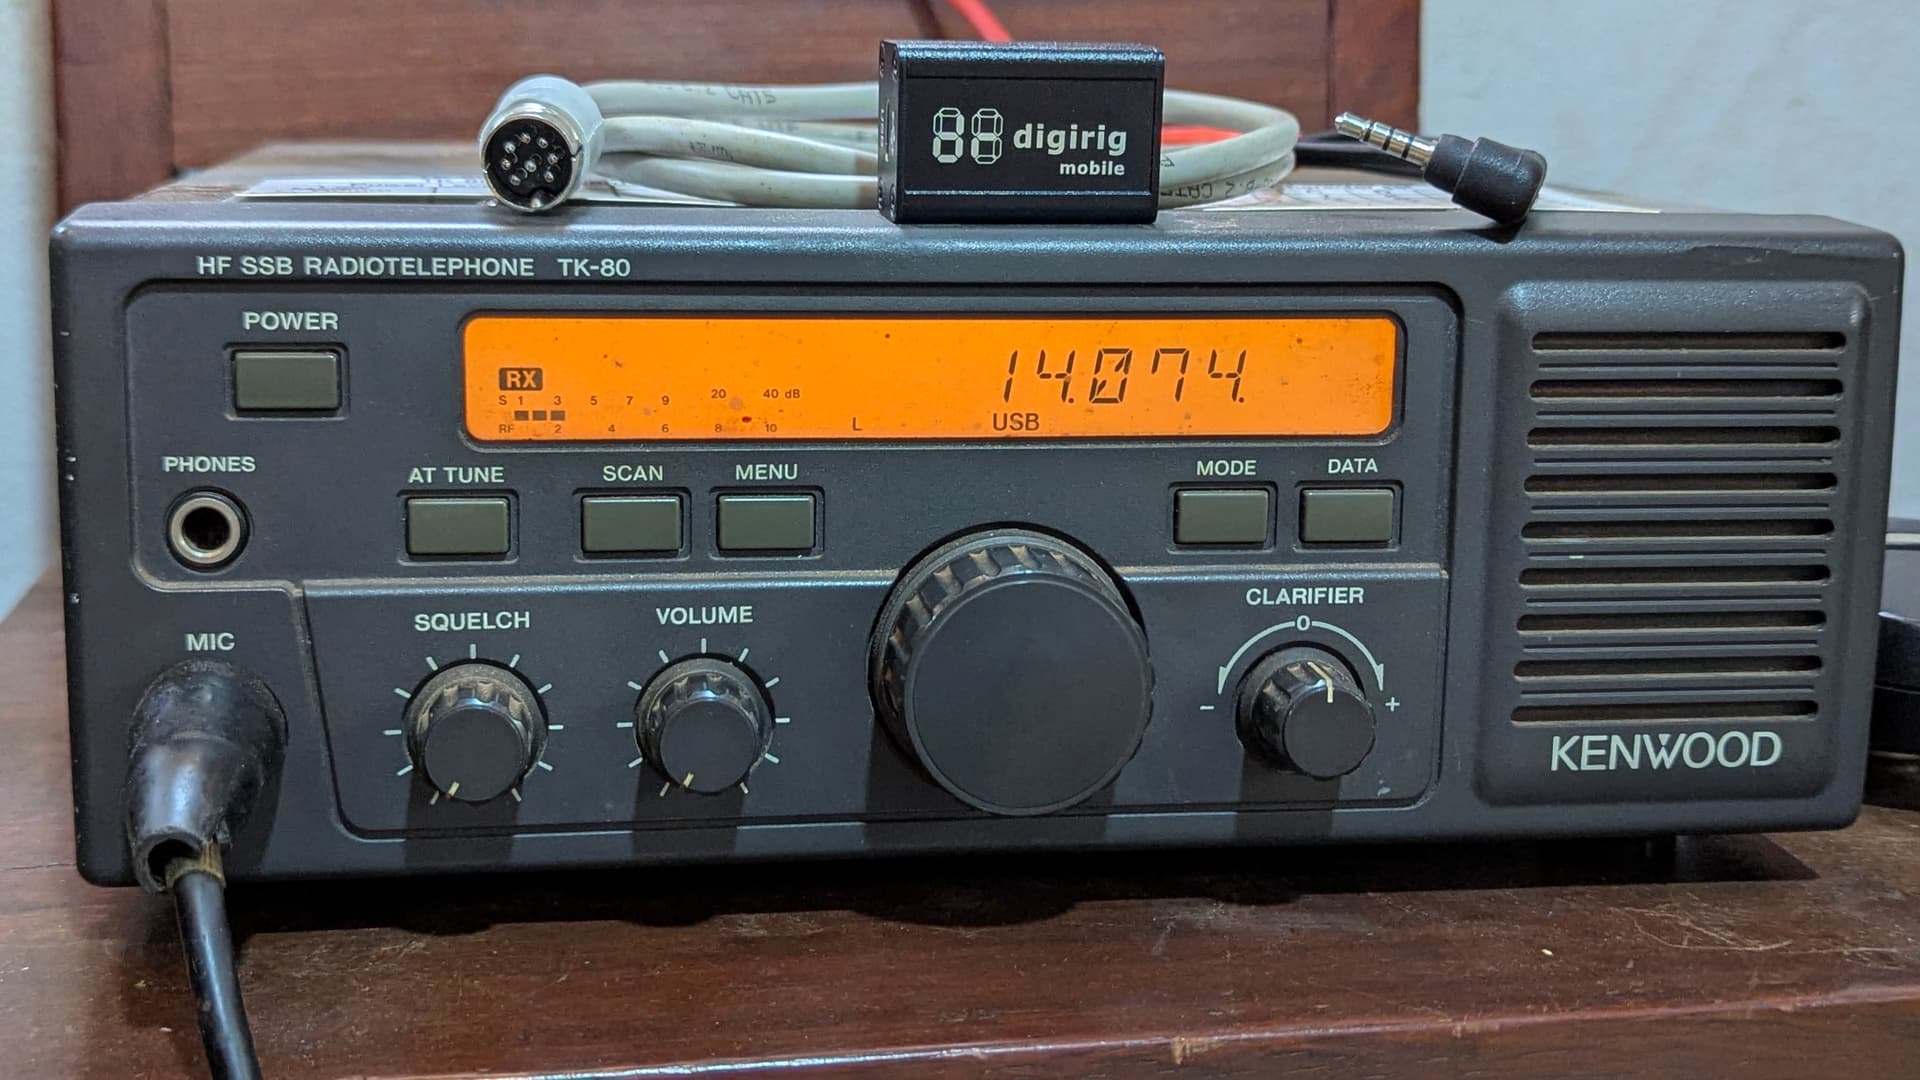 digirig
mobile
HF SSB RADIOTELEPHONE TK-80
POWER
RX
14.074.
S 1 3 5 7 9 20 40 dB
RF 2 4 6 8 10
L USB
PHONES
AT TUNE
SCAN
MENU
MODE
DATA
MIC
SQUELCH
VOLUME
CLARIFIER
0
- +
KENWOOD